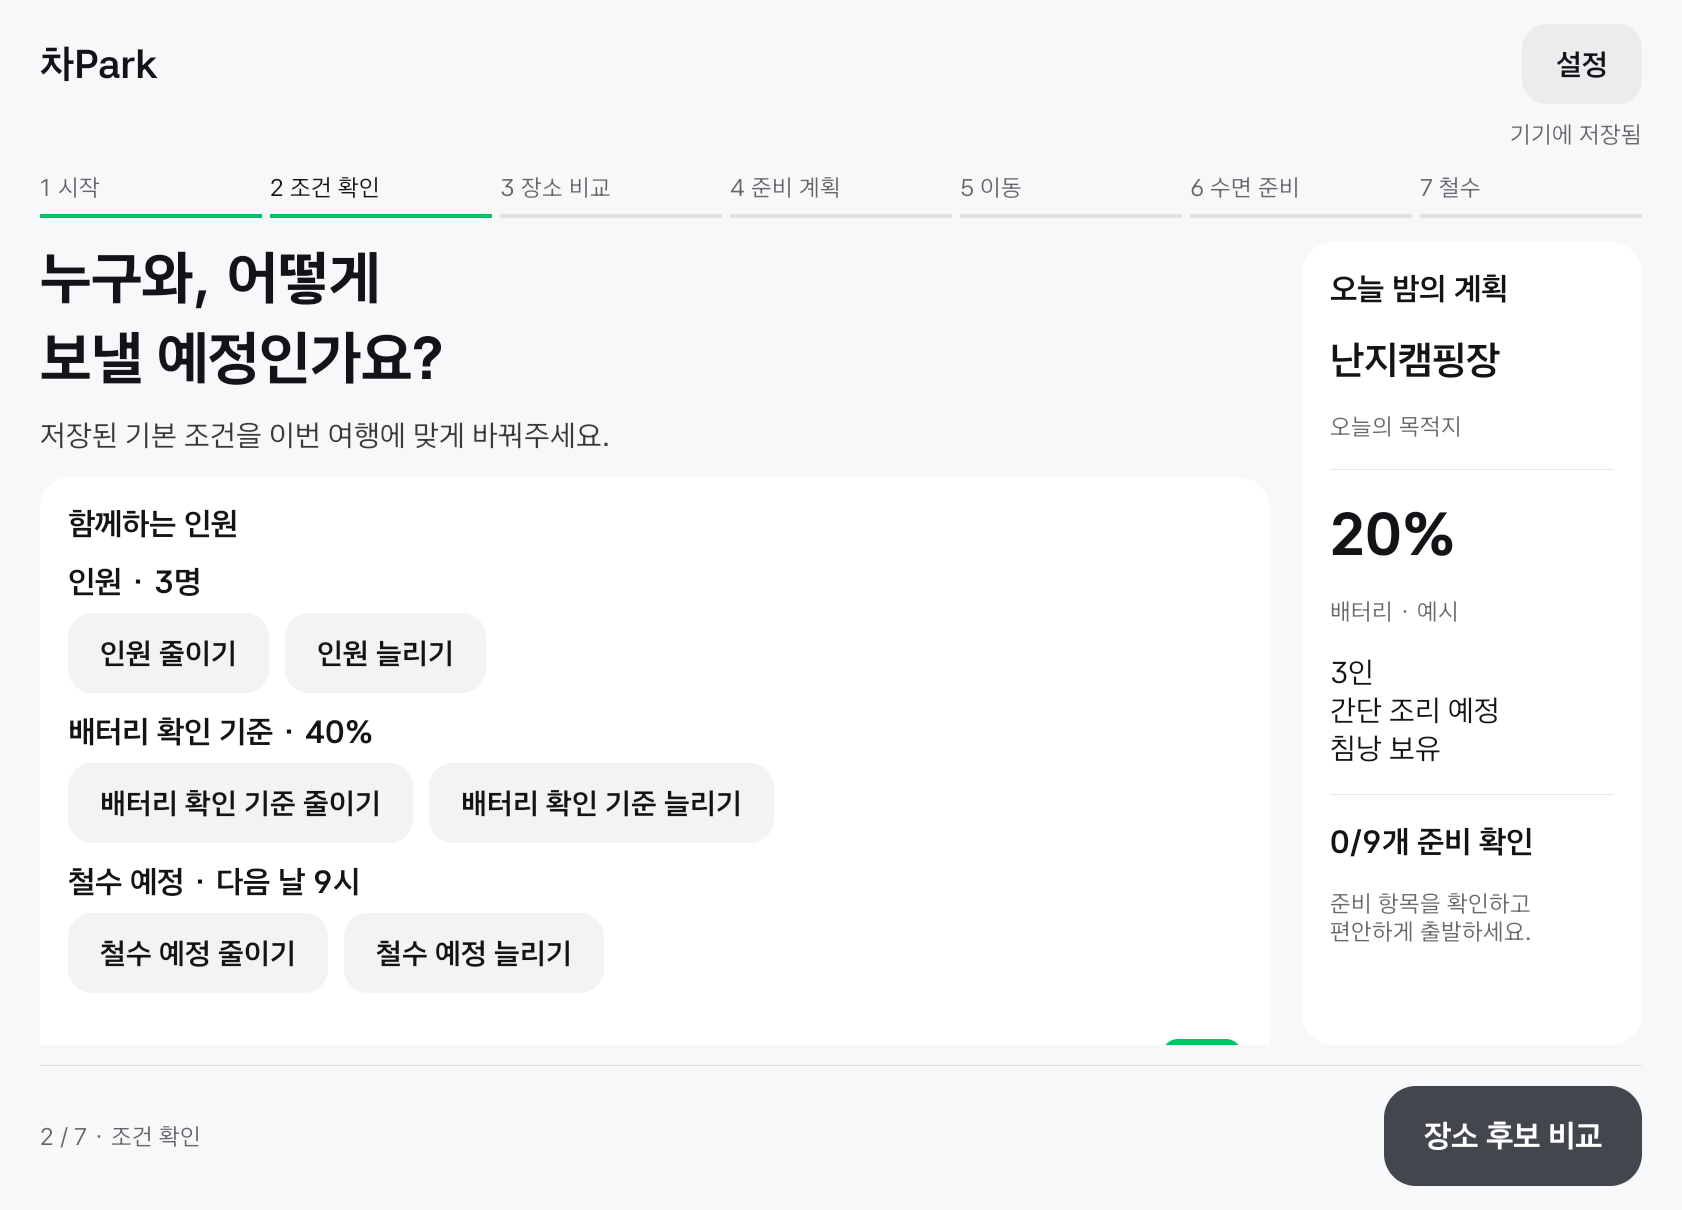 차Park
설정
기기에 저장됨
1 시작
2 조건 확인
3 장소 비교
4 준비 계획
5 이동
6 수면 준비
7 철수
누구와, 어떻게
보낼 예정인가요?
저장된 기본 조건을 이번 여행에 맞게 바꿔주세요.
함께하는 인원
인원 · 3명
인원 줄이기
인원 늘리기
배터리 확인 기준 · 40%
배터리 확인 기준 줄이기
배터리 확인 기준 늘리기
철수 예정 · 다음 날 9시
철수 예정 줄이기
철수 예정 늘리기
오늘 밤의 계획
난지캠핑장
오늘의 목적지
20%
배터리 · 예시
3인
간단 조리 예정
침낭 보유
0/9개 준비 확인
준비 항목을 확인하고
편안하게 출발하세요.
2 / 7 · 조건 확인
장소 후보 비교